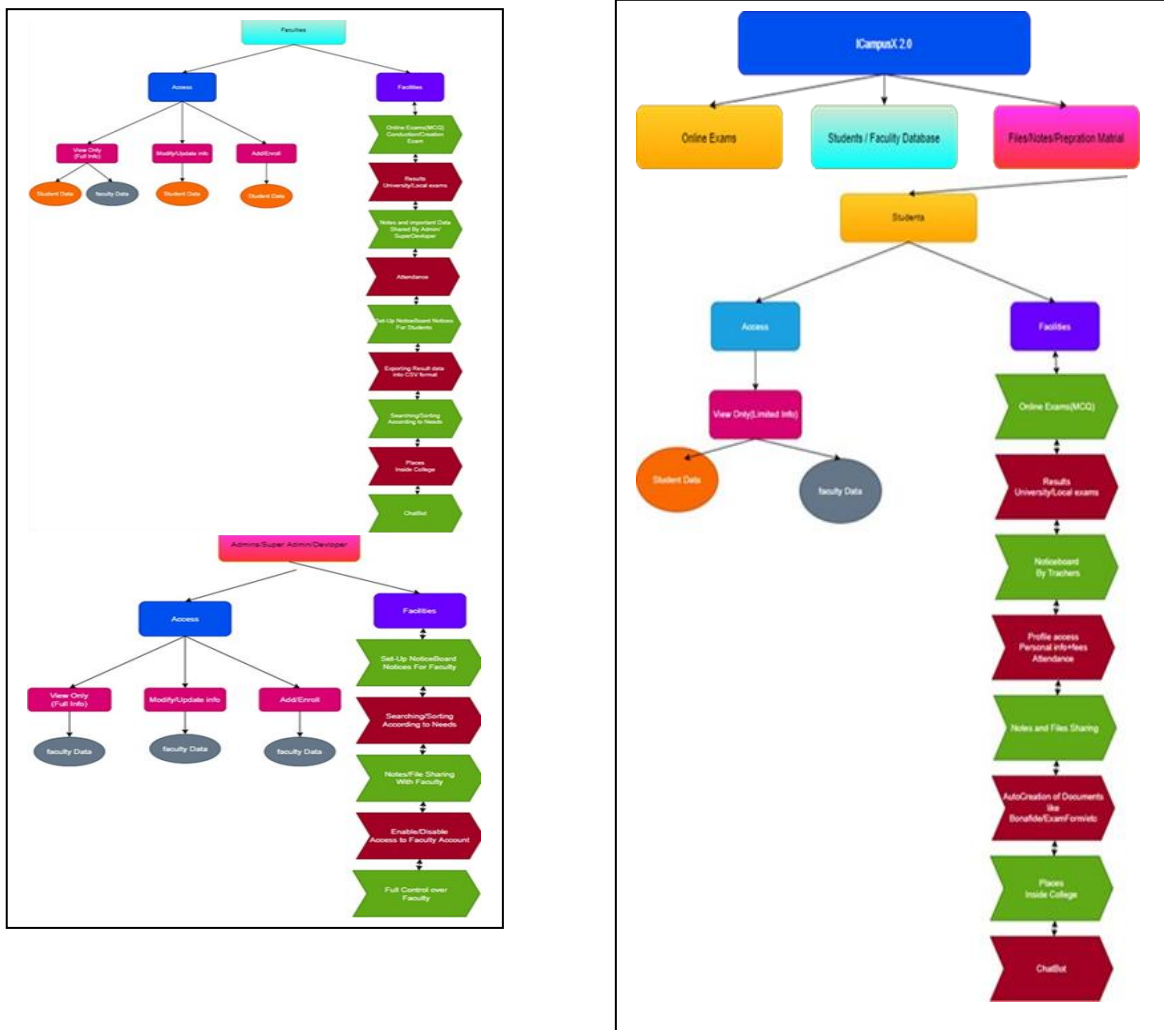 Faculties
Access
Facilities
View Only
(Full Info)
Modify/Update info
Add/Enroll
Student Data
faculty Data
Student Data
Student Data
Online Exams(MCQ)
Conduction/Creation
Exam
Results
University/Local exams
Notes and important Data
Shared By Admin/
SuperDeveloper
Attendance
Set-Up NoticeBoard Notices
For Students
Exporting Result data
into CSV format
Searching/Sorting
According to Needs
Places
Inside College
ChatBot
Admins/Super Admin/Devloper
Access
Facilities
View Only
(Full Info)
Modify/Update info
Add/Enroll
faculty Data
faculty Data
faculty Data
Set-Up NoticeBoard
Notices For Faculty
Searching/Sorting
According to Needs
Notes/File Sharing
With Faculty
Enable/Disable
Access to Faculty Account
Full Control over
Faculty
ICampusX 2.0
Online Exams
Students / Faculity Database
Files/Notes/Prepration Matrial
Students
Access
Facilities
View Only(Limited Info)
Student Data
faculty Data
Online Exams(MCQ)
Results
University/Local exams
Noticeboard
By Trachers
Profile access
Personal info+fees
Attendance
Notes and Files Sharing
AutoCreation of Documents
like
Bonafide/ExamForm/etc
Places
Inside College
ChatBot